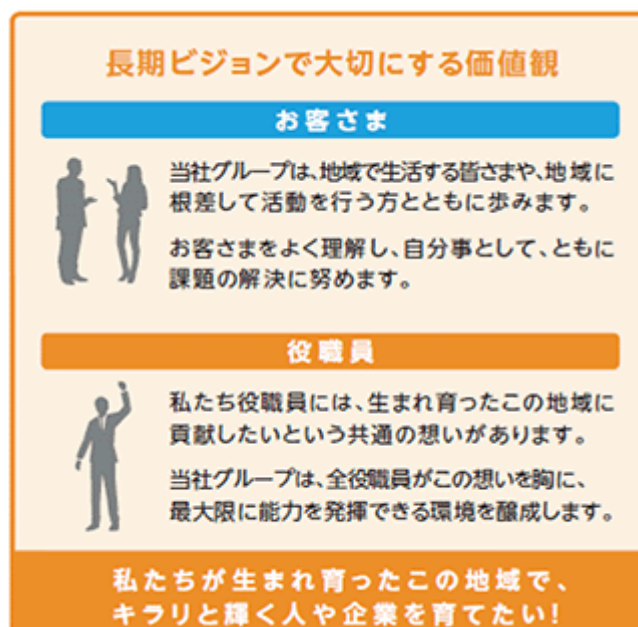 長期ビジョンで大切にする価値観
お客さま
当社グループは、地域で生活する皆さまや、地域に
根差して活動を行う方とともに歩みます。
お客さまをよく理解し、自分事として、ともに
課題の解決に努めます。
役職員
私たち役職員には、生まれ育ったこの地域に
貢献したいという共通の想いがあります。
当社グループは、全役職員がこの想いを胸に、
最大限に能力を発揮できる環境を醸成します。
私たちが生まれ育ったこの地域で、
キラリと輝く人や企業を育てたい!